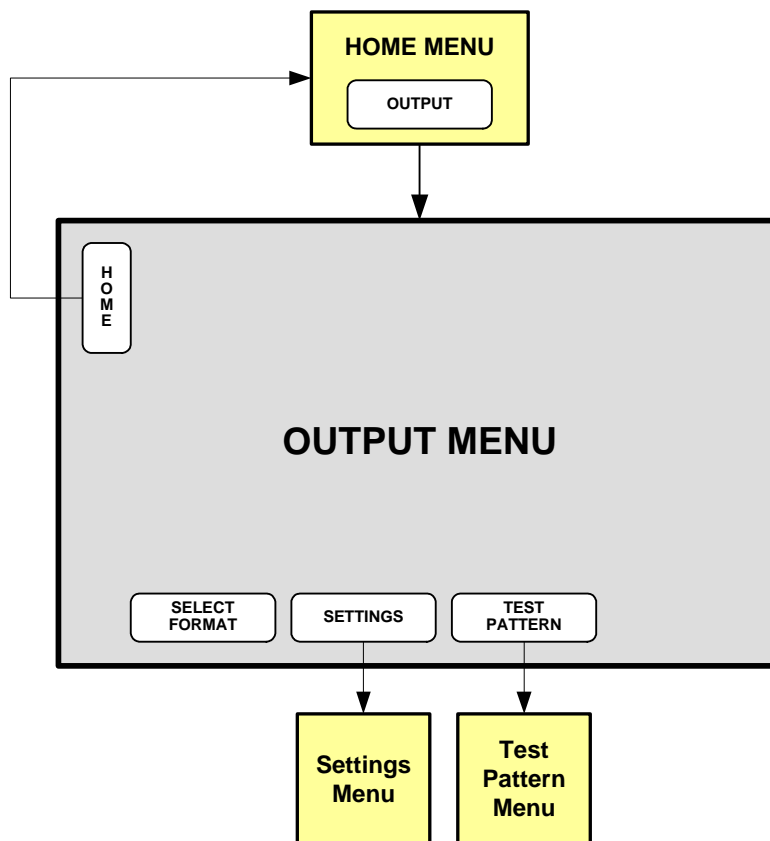 HOME MENU
OUTPUT
H
O
M
E
OUTPUT MENU
SELECT
FORMAT
SETTINGS
TEST
PATTERN
Settings
Menu
Test
Pattern
Menu